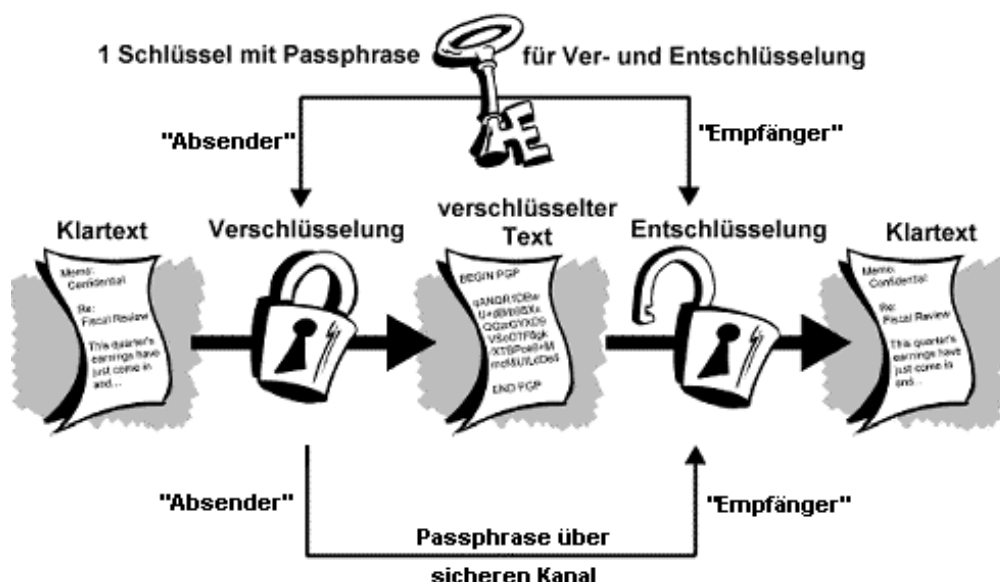 1 Schlüssel mit Passphrase für Ver- und Entschlüsselung
"Absender"
"Empfänger"
Klartext
Verschlüsselung
verschlüsselter
Text
Entschlüsselung
Klartext
Memo:
Confidential
Re:
Fiscal Review
This quarter's
earnings have
just come in
and...
BEGIN PGP
END PGP
Memo:
Confidential
Re:
Fiscal Review
This quarter's
earnings have
just come in
and...
"Absender"
"Empfänger"
Passphrase über
sicheren Kanal